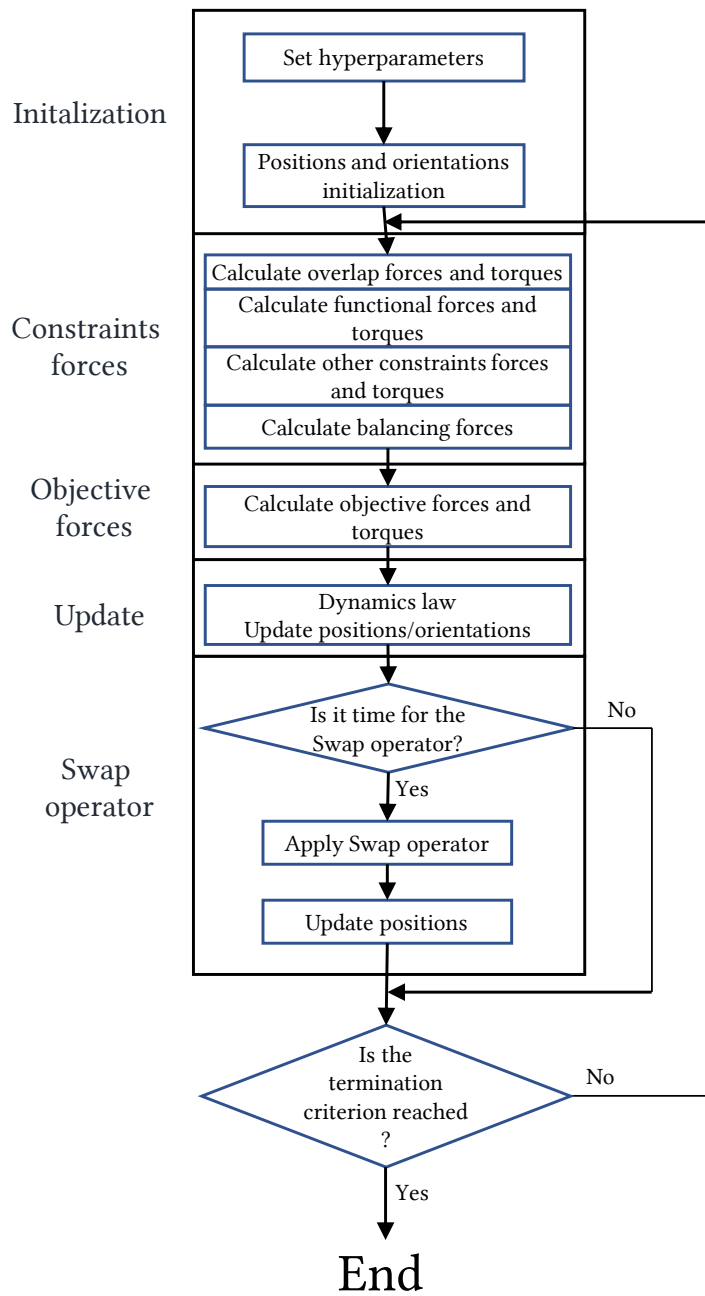 Initalization
Set hyperparameters
Positions and orientations
initialization
Constraints
forces
Calculate overlap forces and torques
Calculate functional forces and
torques
Calculate other constraints forces
and torques
Calculate balancing forces
Objective
forces
Calculate objective forces and
torques
Update
Dynamics law
Update positions/orientations
Swap
operator
Is it time for the
Swap operator?
No
Yes
Apply Swap operator
Update positions
Is the
termination
criterion reached
?
No
Yes
End